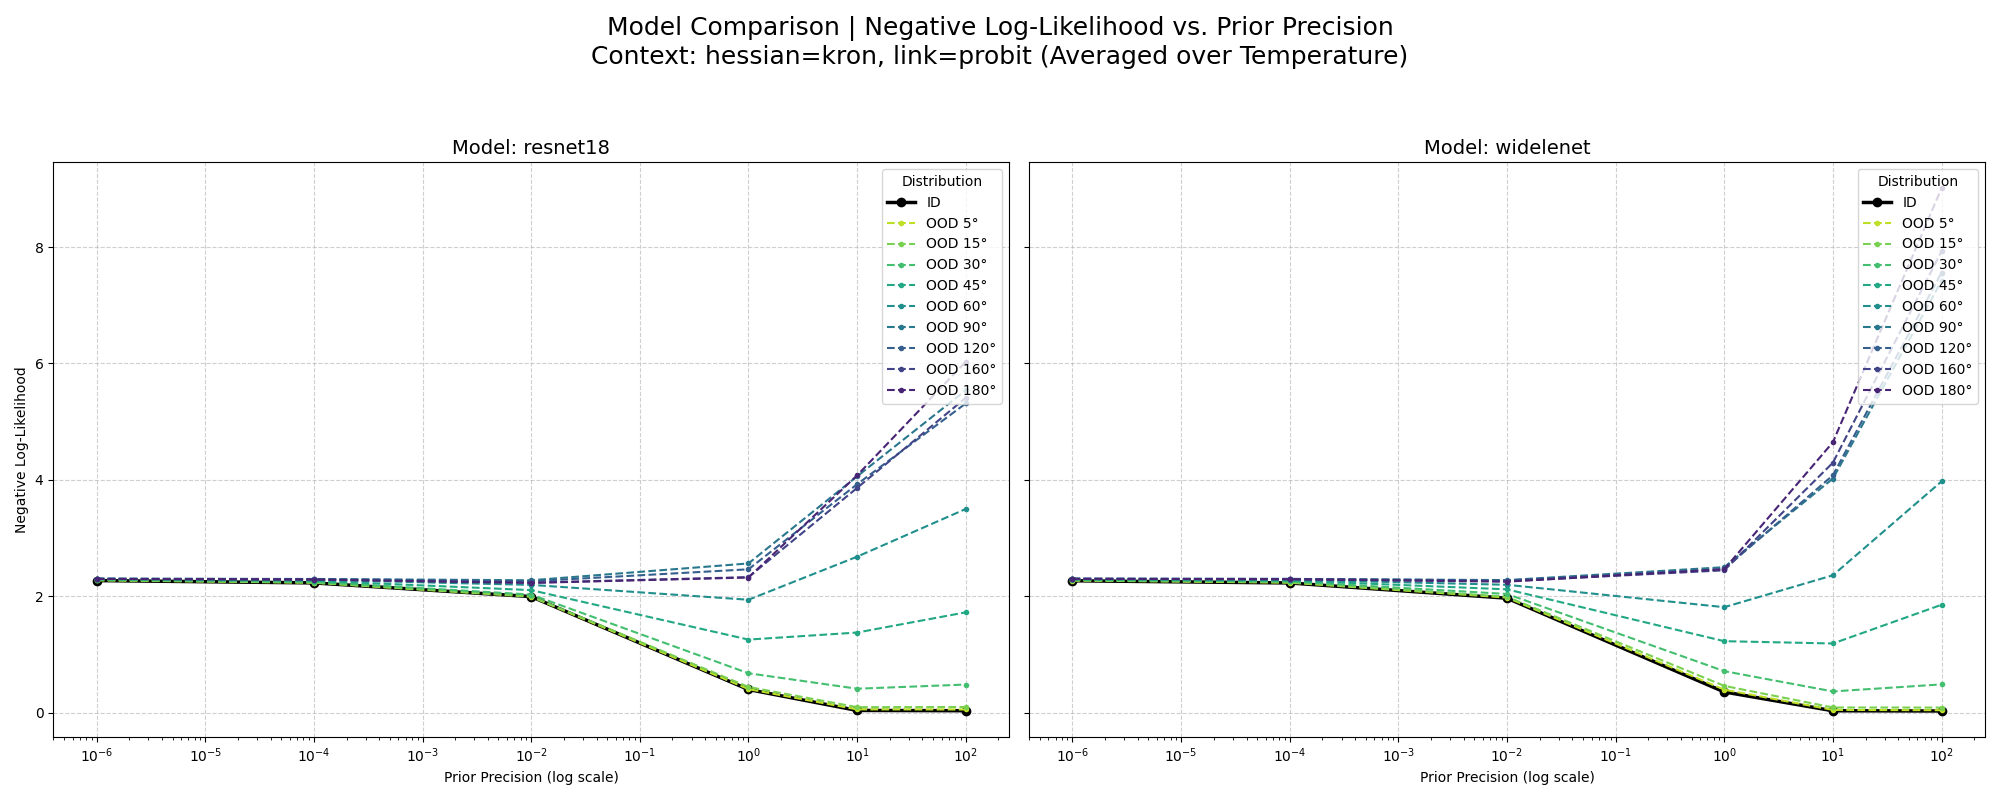 Model Comparison | Negative Log-Likelihood vs. Prior Precision
Context: hessian=kron, link=probit (Averaged over Temperature)
Model: resnet18
Negative Log-Likelihood
8
6
4
2
0
Distribution
ID
OOD 5°
OOD 15°
OOD 30°
OOD 45°
OOD 60°
OOD 90°
OOD 120°
OOD 160°
OOD 180°
10⁻⁶ 10⁻⁵ 10⁻⁴ 10⁻³ 10⁻² 10⁻¹ 10⁰ 10¹ 10²
Prior Precision (log scale)
Model: widelenet
Distribution
ID
OOD 5°
OOD 15°
OOD 30°
OOD 45°
OOD 60°
OOD 90°
OOD 120°
OOD 160°
OOD 180°
10⁻⁶ 10⁻⁵ 10⁻⁴ 10⁻³ 10⁻² 10⁻¹ 10⁰ 10¹ 10²
Prior Precision (log scale)